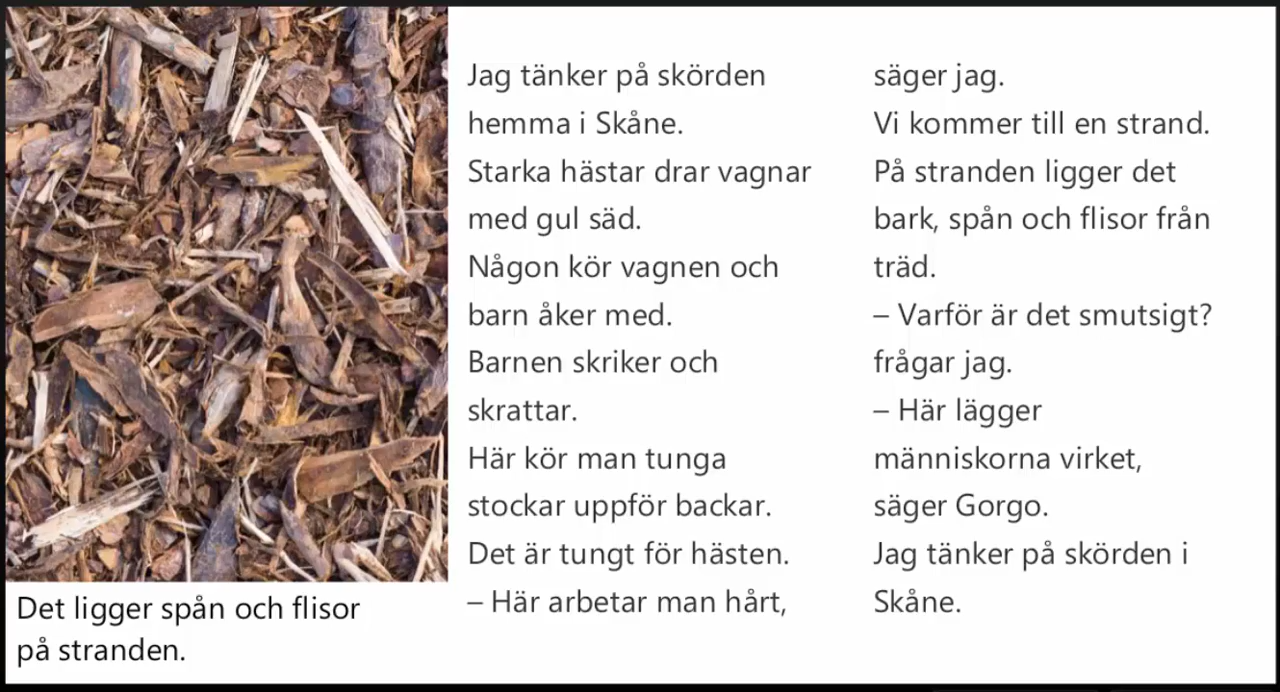 Jag tänker på skörden
hemma i Skåne.
Starka hästar drar vagnar
med gul säd.
Någon kör vagnen och
barn åker med.
Barnen skriker och
skrattar.
Här kör man tunga
stockar uppför backar.
Det är tungt för hästen.
– Här arbetar man hårt,
säger jag.
Vi kommer till en strand.
På stranden ligger det
bark, spån och flisor från
träd.
– Varför är det smutsigt?
frågar jag.
– Här lägger
människorna virket,
säger Gorgo.
Jag tänker på skörden i
Skåne.
Det ligger spån och flisor
på stranden.